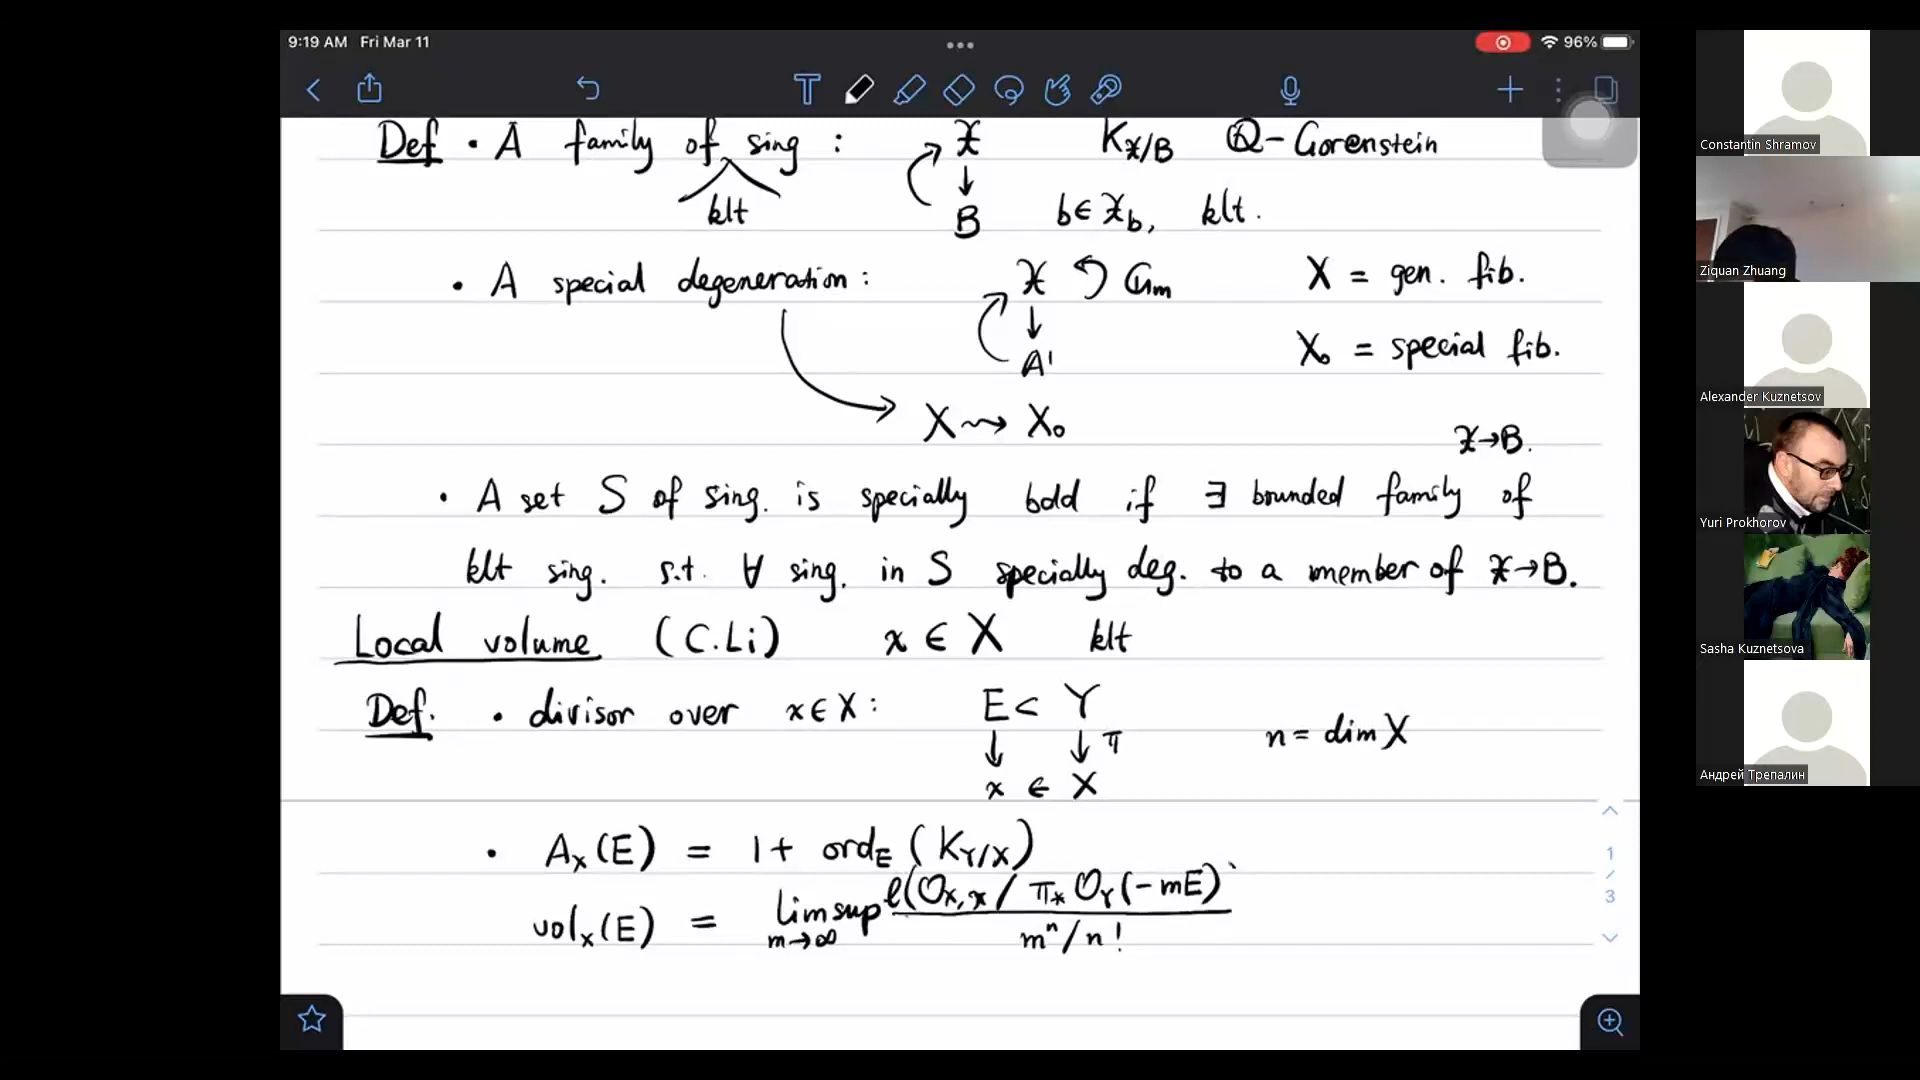 9:19 AM Fri Mar 11
96%
Def • A family of sing : 𝒳 K𝒳/B ℚ-Gorenstein
klt
↓
B b∈𝒳b, klt.
• A special degeneration : 𝒳 ↶ 𝔾m X = gen. fib.
↓
A¹ X₀ = special fib.
X ⇝ X₀
𝒳→B.
• A set S of sing. is specially bdd if ∃ bounded family of
klt sing. s.t. ∀ sing. in S specially deg. to a member of 𝒳→B.
Local volume (C.Li) x ∈ X klt
Def. • divisor over x∈X : E ⊂ Y
↓ ↓ π n = dim X
x ∈ X
• Aₓ(E) = 1 + ordE (KY/X)
volₓ(E) = limsup m→∞ ℓ(𝒪X,x / π* 𝒪Y(-mE)) / mⁿ/n!
1
/
3
Constantin Shramov
Ziquan Zhuang
Alexander Kuznetsov
Yuri Prokhorov
Sasha Kuznetsova
Андрей Трепалин